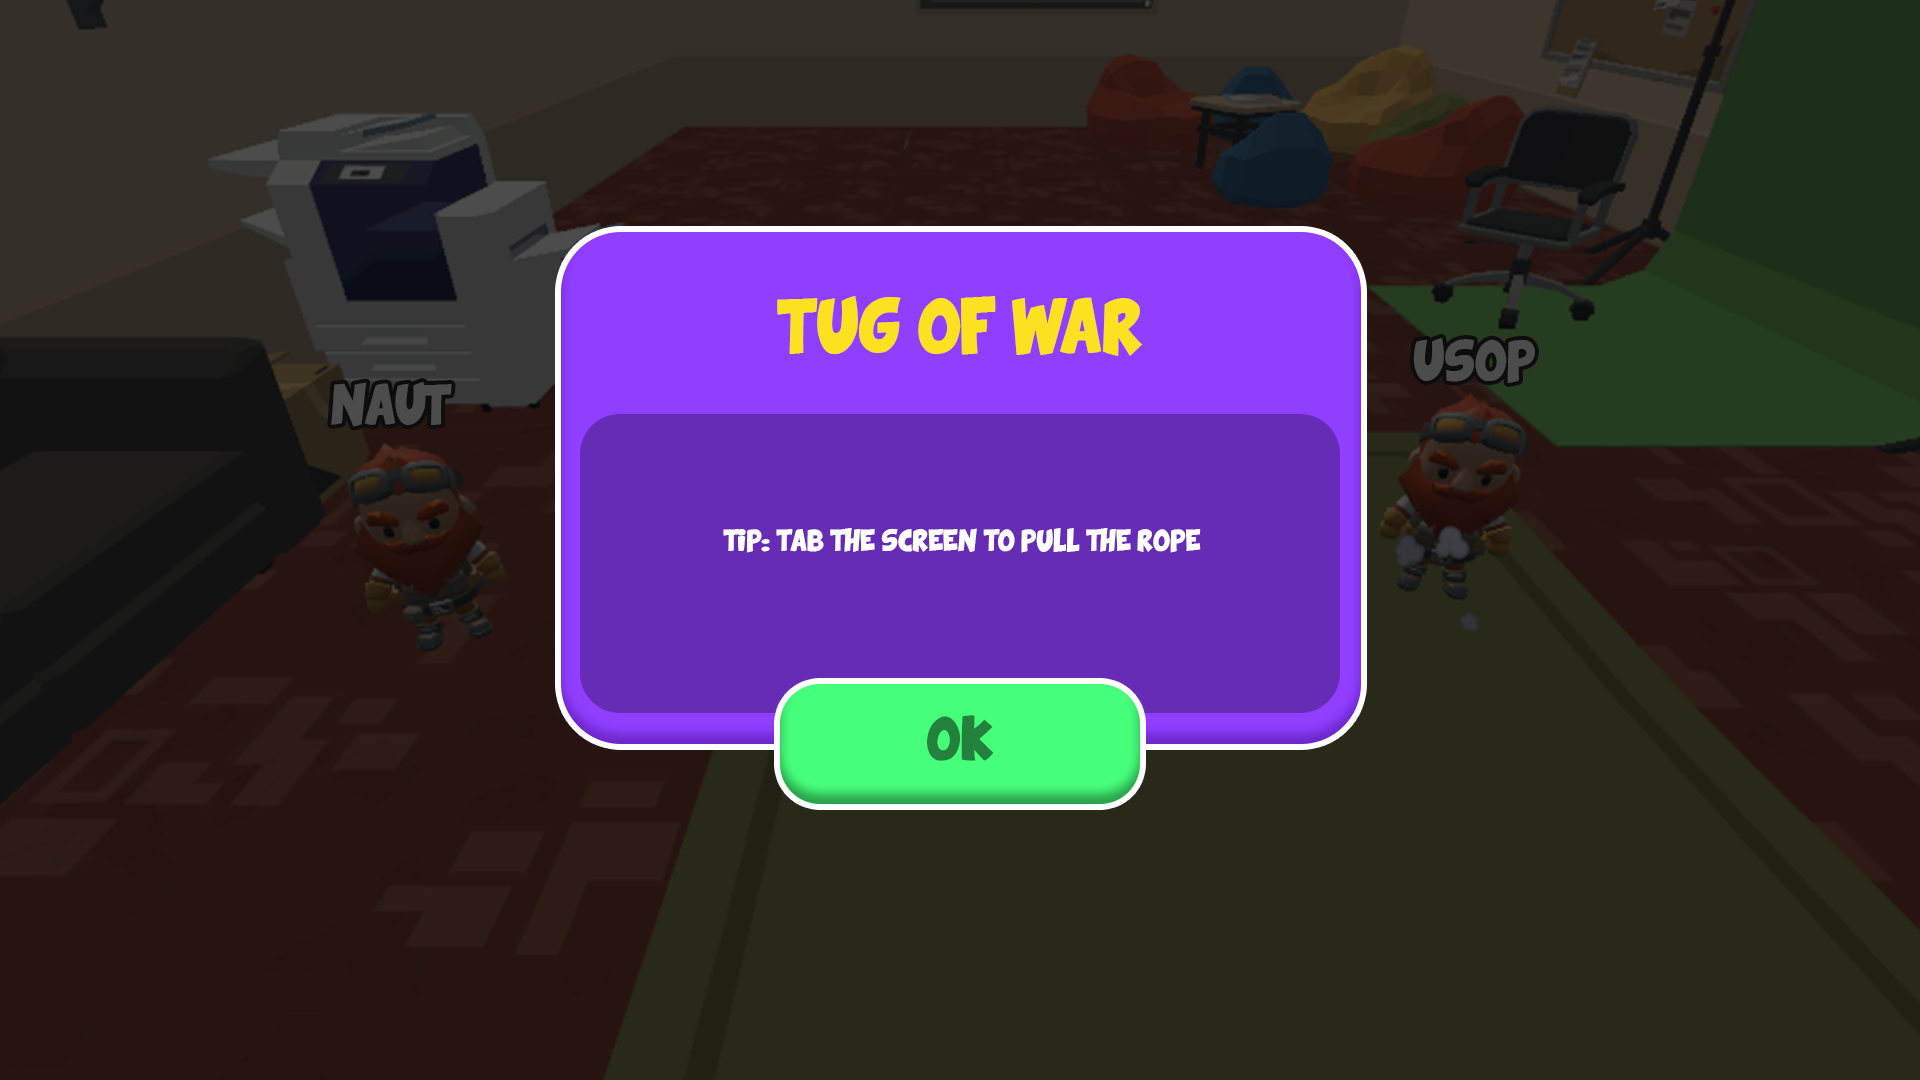 TUG OF WAR
NAUT
USOP
TIP: TAB THE SCREEN TO PULL THE ROPE
OK